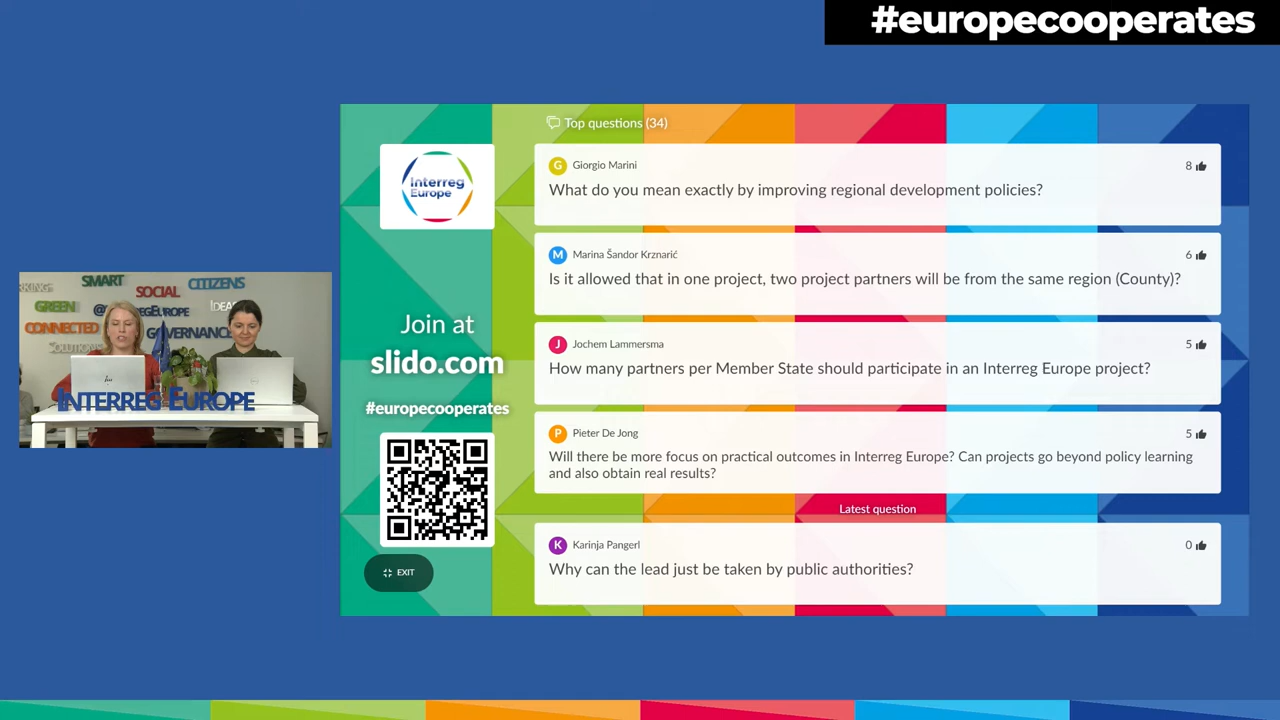 #europecooperates
Top questions (34)
Interreg
Europe
G Giorgio Marini 8
What do you mean exactly by improving regional development policies?
M Marina Šandor Krznarić 6
Is it allowed that in one project, two project partners will be from the same region (County)?
J Jochem Lammersma 5
How many partners per Member State should participate in an Interreg Europe project?
P Pieter De Jong 5
Will there be more focus on practical outcomes in Interreg Europe? Can projects go beyond policy learning
and also obtain real results?
Latest question
K Karinja Pangerl 0
Why can the lead just be taken by public authorities?
Join at
slido.com
#europecooperates
EXIT
SMART
CITIZENS
SOCIAL
GREEN
CONNECTED
GOVERNANCE
SOLUTIONS
INTERREG EUROPE